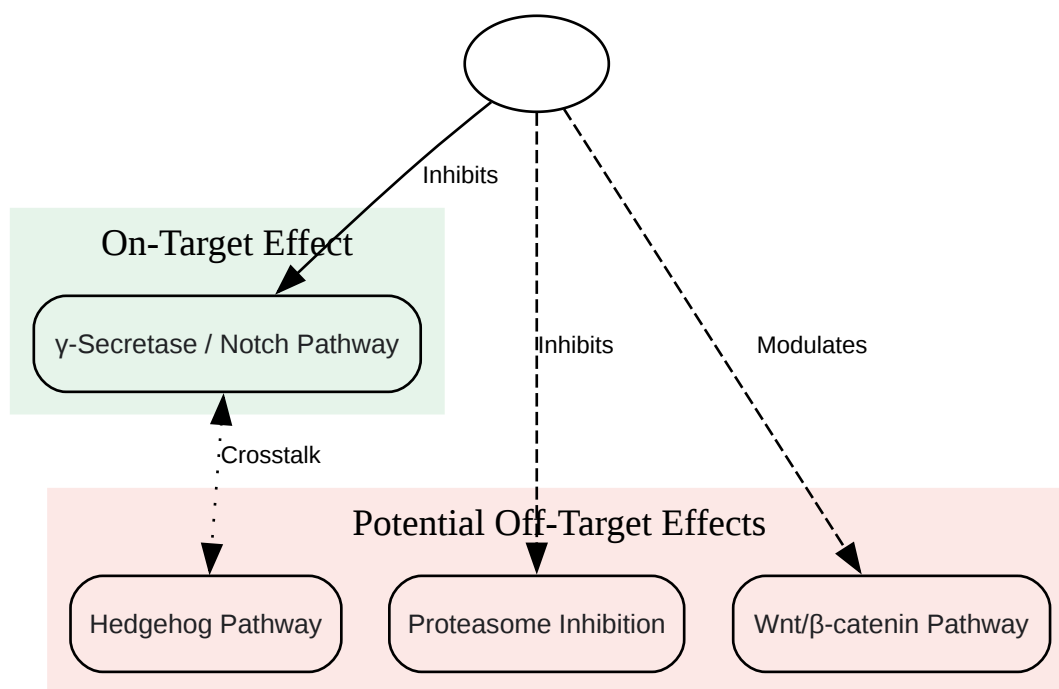 Inhibits
On-Target Effect
γ-Secretase / Notch Pathway
Inhibits
Modulates
Crosstalk
Potential Off-Target Effects
Hedgehog Pathway
Proteasome Inhibition
Wnt/β-catenin Pathway